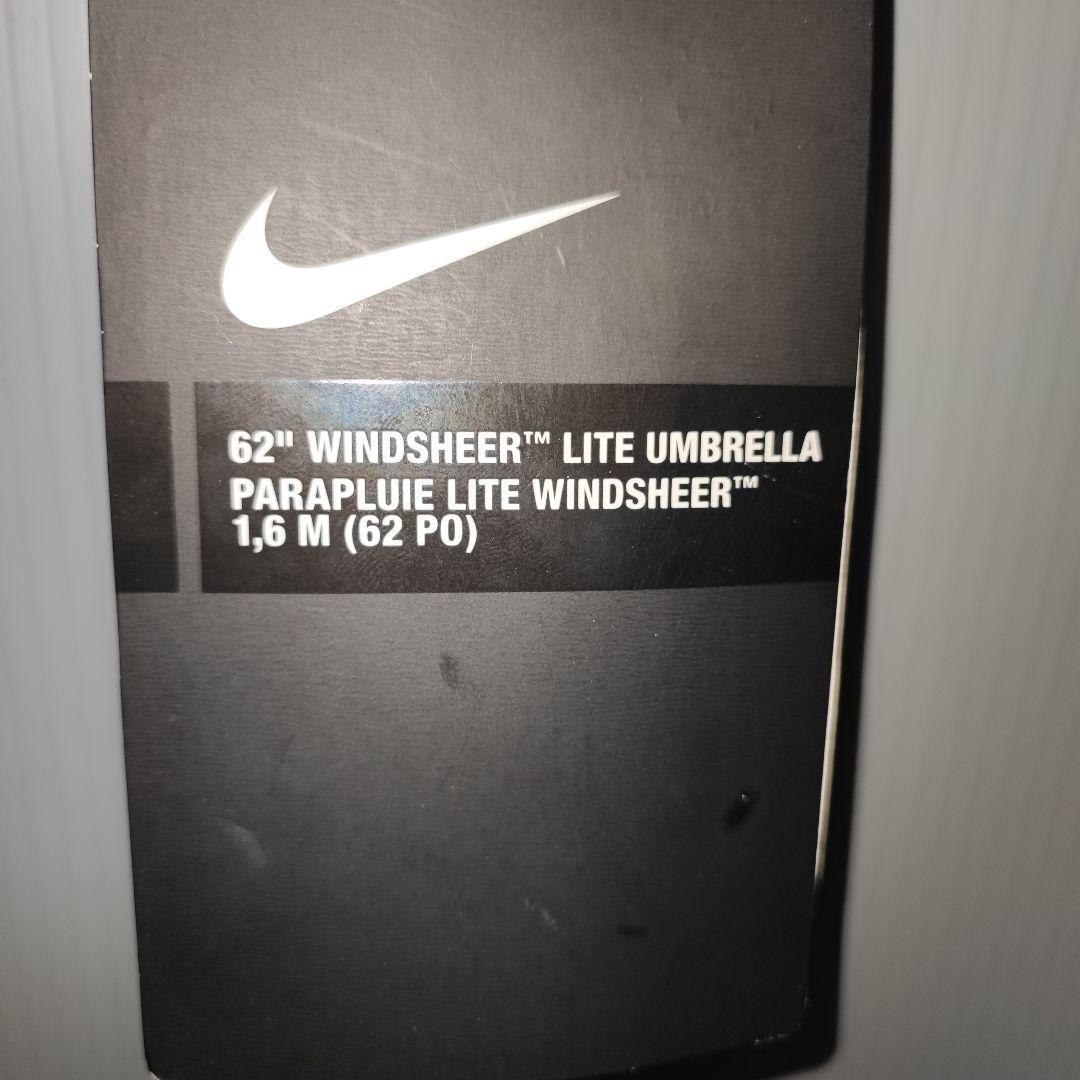 62" WINDSHEER™ LITE UMBRELLA
PARAPLUIE LITE WINDSHEER™
1,6 M (62 PO)